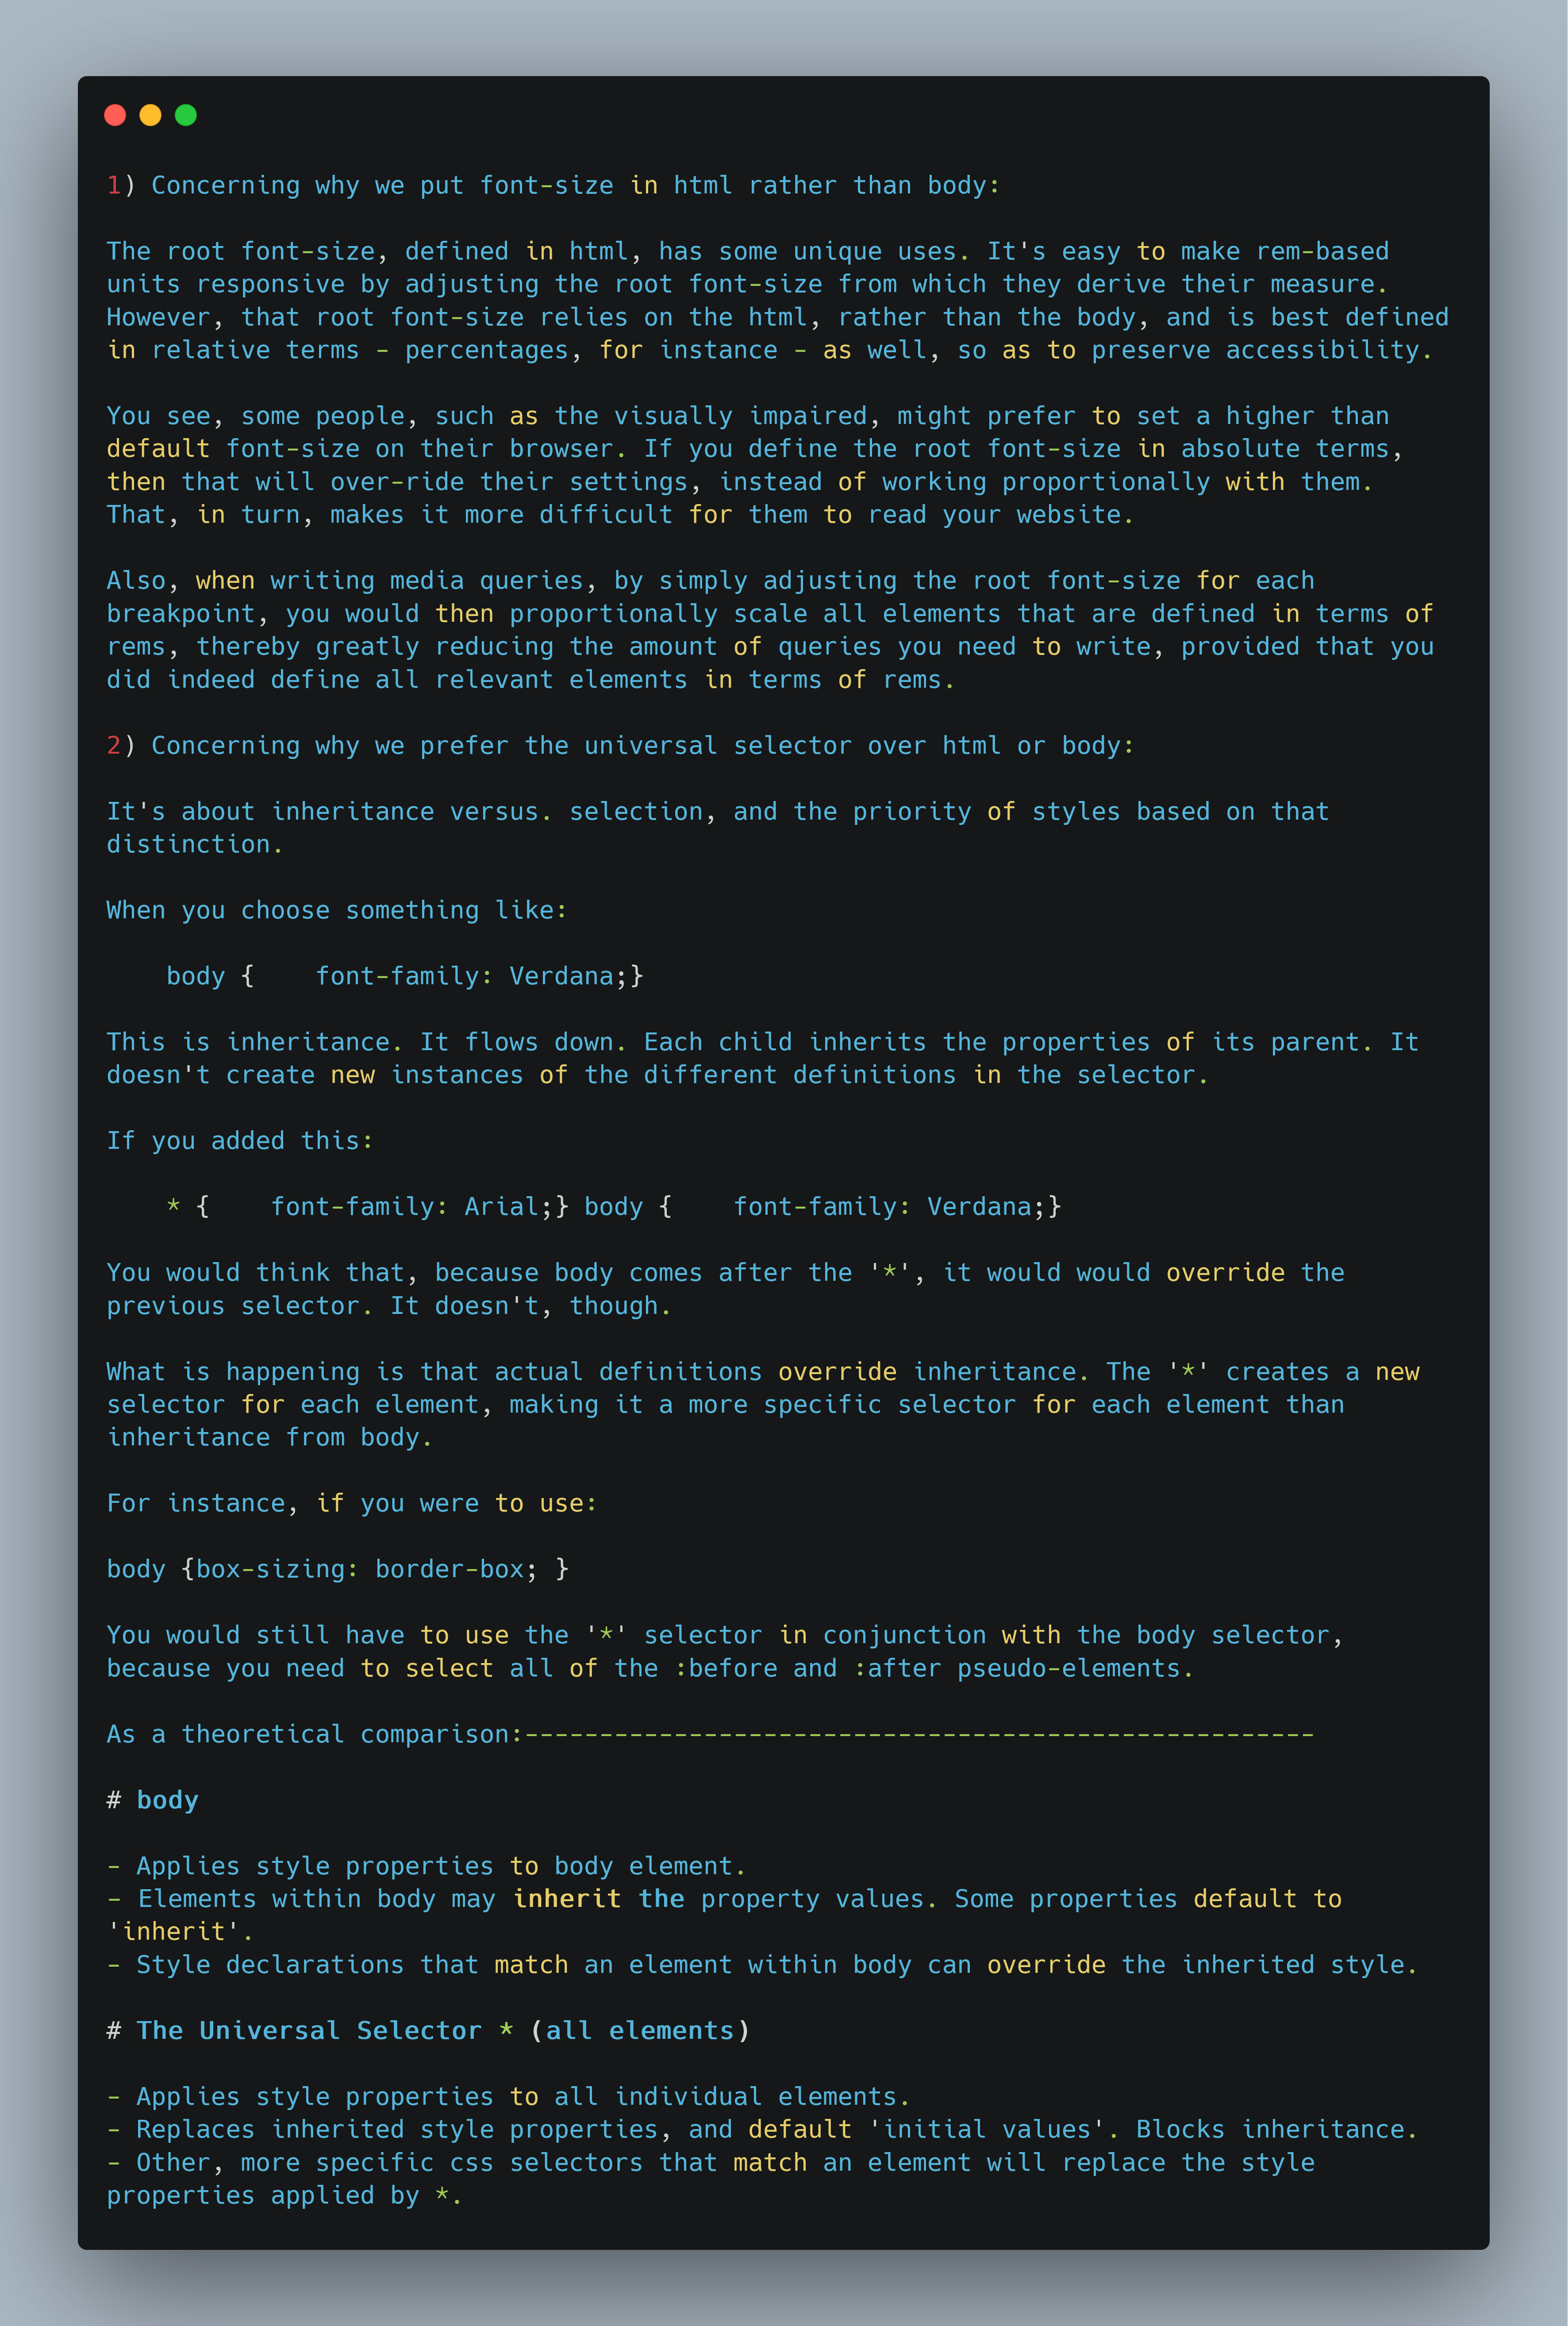 1) Concerning why we put font-size in html rather than body:
The root font-size, defined in html, has some unique uses. It's easy to make rem-based
units responsive by adjusting the root font-size from which they derive their measure.
However, that root font-size relies on the html, rather than the body, and is best defined
in relative terms - percentages, for instance - as well, so as to preserve accessibility.
You see, some people, such as the visually impaired, might prefer to set a higher than
default font-size on their browser. If you define the root font-size in absolute terms,
then that will over-ride their settings, instead of working proportionally with them.
That, in turn, makes it more difficult for them to read your website.
Also, when writing media queries, by simply adjusting the root font-size for each
breakpoint, you would then proportionally scale all elements that are defined in terms of
rems, thereby greatly reducing the amount of queries you need to write, provided that you
did indeed define all relevant elements in terms of rems.
2) Concerning why we prefer the universal selector over html or body:
It's about inheritance versus. selection, and the priority of styles based on that
distinction.
When you choose something like:
body {    font-family: Verdana;}
This is inheritance. It flows down. Each child inherits the properties of its parent. It
doesn't create new instances of the different definitions in the selector.
If you added this:
* {    font-family: Arial;} body {    font-family: Verdana;}
You would think that, because body comes after the '*', it would would override the
previous selector. It doesn't, though.
What is happening is that actual definitions override inheritance. The '*' creates a new
selector for each element, making it a more specific selector for each element than
inheritance from body.
For instance, if you were to use:
body {box-sizing: border-box; }
You would still have to use the '*' selector in conjunction with the body selector,
because you need to select all of the :before and :after pseudo-elements.
As a theoretical comparison:-----------------------------------------------------
# body
- Applies style properties to body element.
- Elements within body may inherit the property values. Some properties default to
'inherit'.
- Style declarations that match an element within body can override the inherited style.
# The Universal Selector * (all elements)
- Applies style properties to all individual elements.
- Replaces inherited style properties, and default 'initial values'. Blocks inheritance.
- Other, more specific css selectors that match an element will replace the style
properties applied by *.